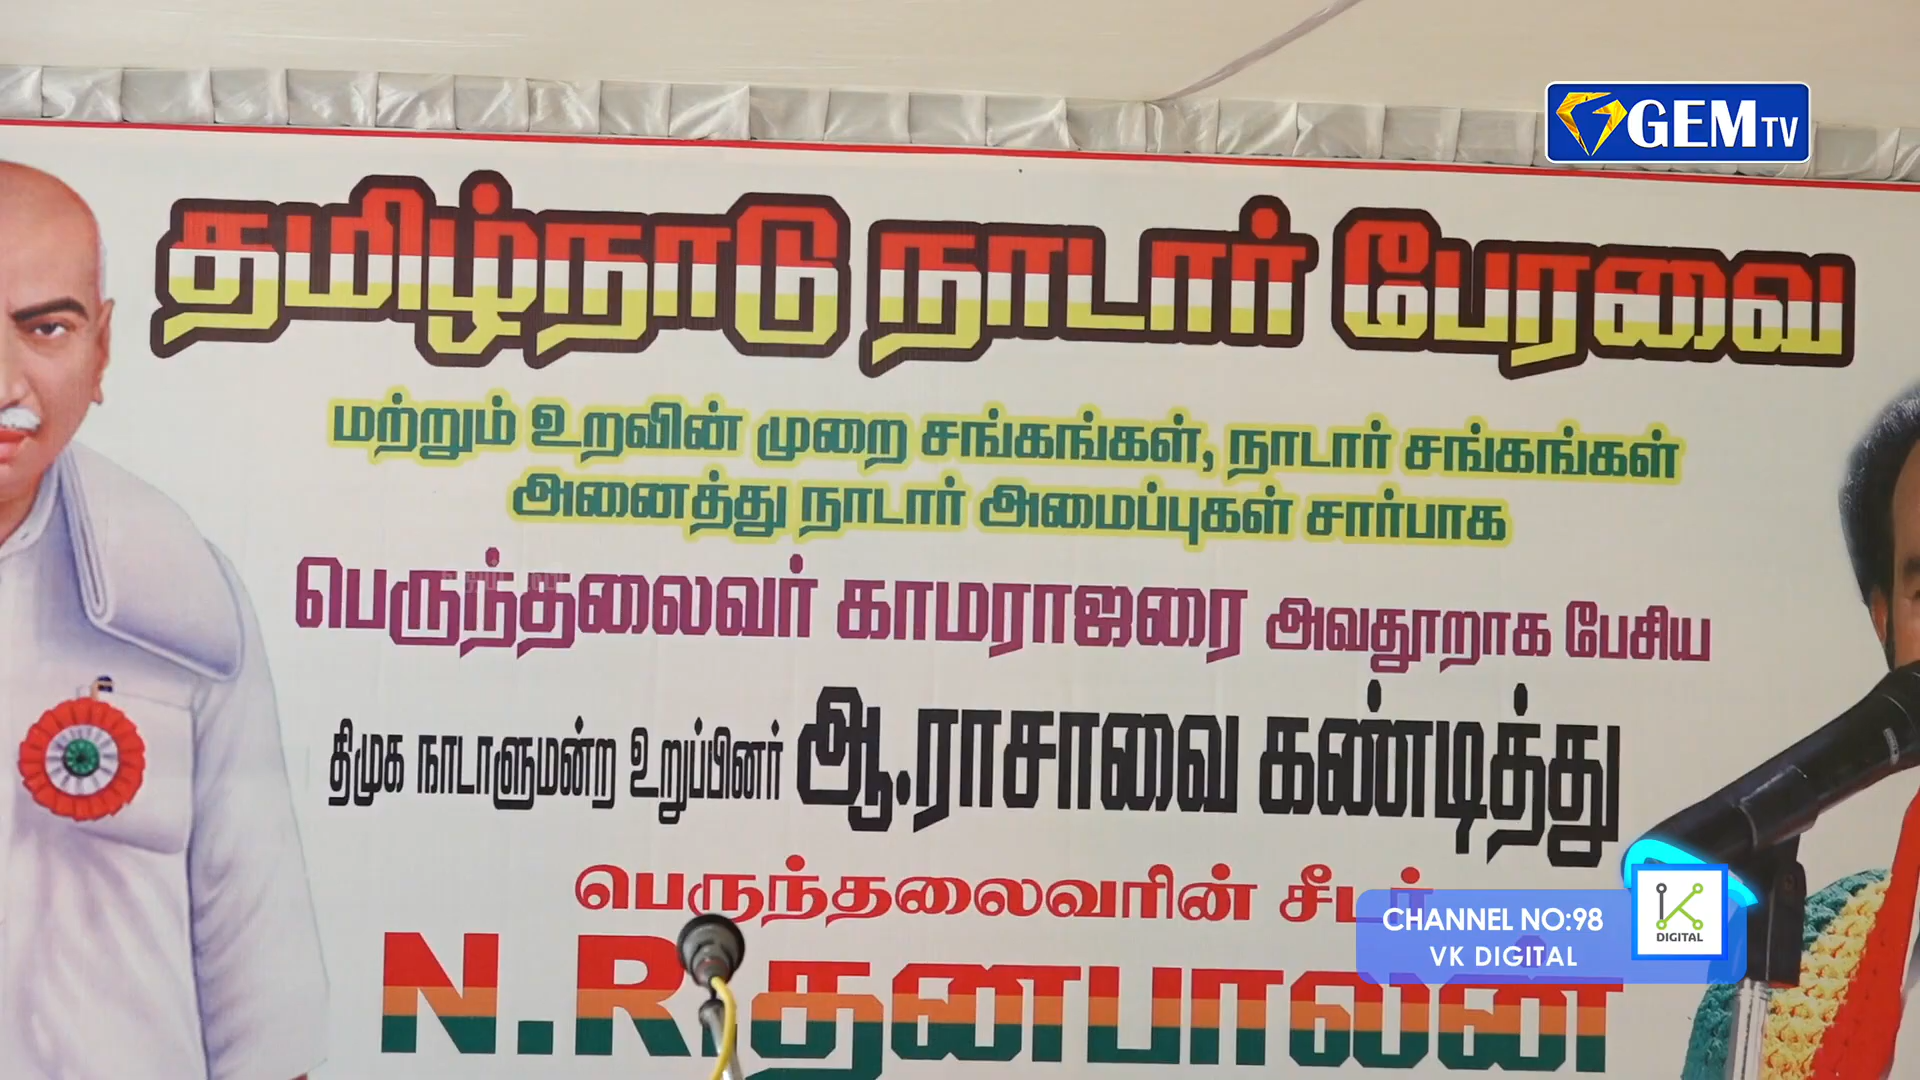 GEM TV
தமிழ்நாடு நாடார் பேரவை
மற்றும் உறவின் முறை சங்கங்கள், நாடார் சங்கங்கள்
அனைத்து நாடார் அமைப்புகள் சார்பாக
பெருந்தலைவர் காமராஜரை அவதூறாக பேசிய
திமுக நாடாளுமன்ற உறுப்பினர் ஆ.ராசாவை கண்டித்து
பெருந்தலைவரின் சீடர்
N.R.தனபாலன்
CHANNEL NO:98
VK DIGITAL
K DIGITAL